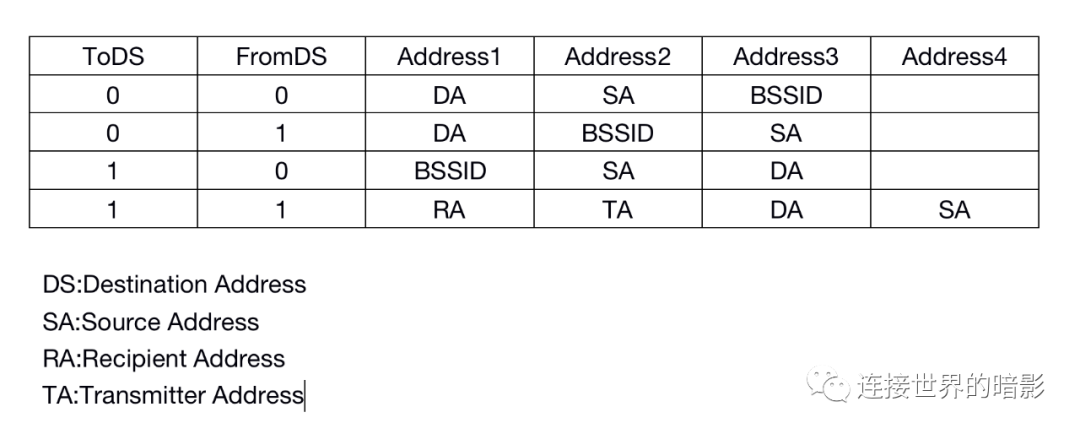 ToDS FromDS Address1 Address2 Address3 Address4
0 0 DA SA BSSID
0 1 DA BSSID SA
1 0 BSSID SA DA
1 1 RA TA DA SA
DS:Destination Address
SA:Source Address
RA:Recipient Address
TA:Transmitter Address
连接世界的暗影